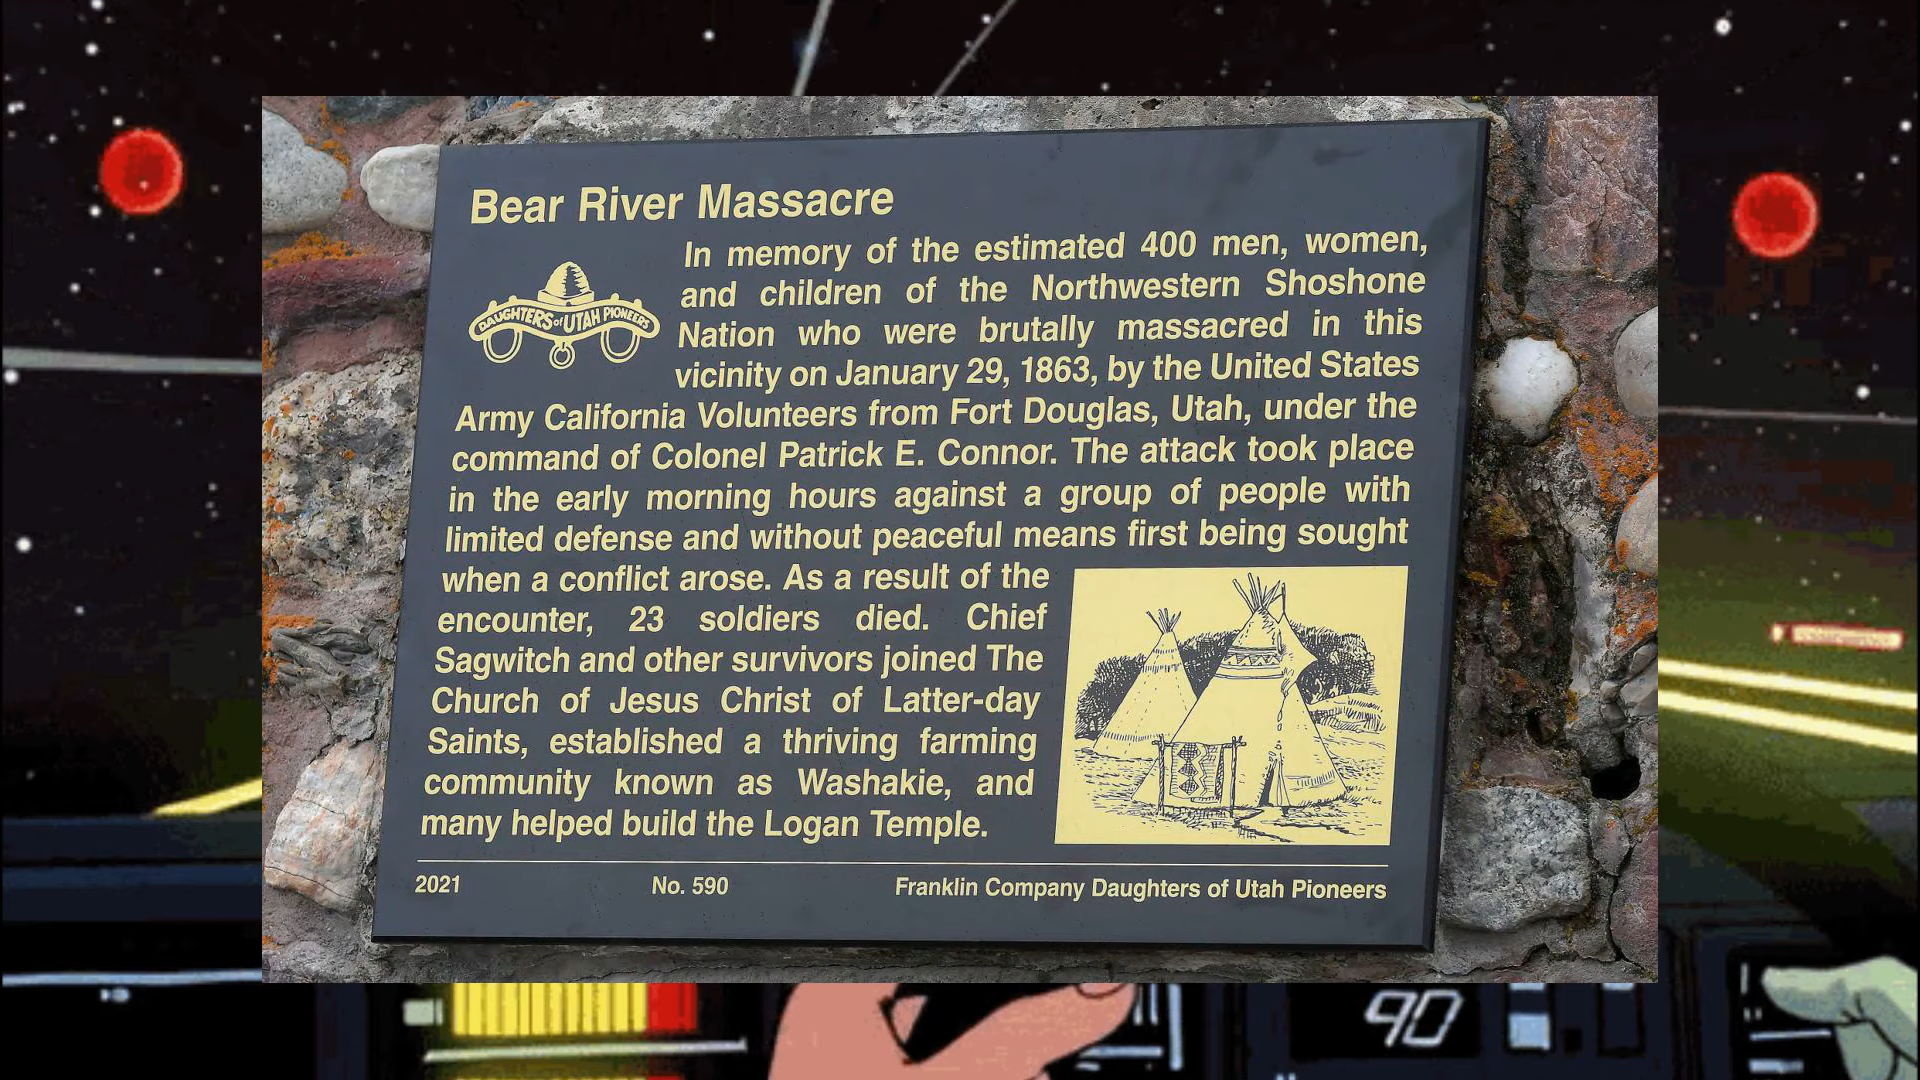 Bear River Massacre
DAUGHTERS of UTAH PIONEERS
In memory of the estimated 400 men, women,
and children of the Northwestern Shoshone
Nation who were brutally massacred in this
vicinity on January 29, 1863, by the United States
Army California Volunteers from Fort Douglas, Utah, under the
command of Colonel Patrick E. Connor. The attack took place
in the early morning hours against a group of people with
limited defense and without peaceful means first being sought
when a conflict arose. As a result of the
encounter, 23 soldiers died. Chief
Sagwitch and other survivors joined The
Church of Jesus Christ of Latter-day
Saints, established a thriving farming
community known as Washakie, and
many helped build the Logan Temple.
2021 No. 590 Franklin Company Daughters of Utah Pioneers
90